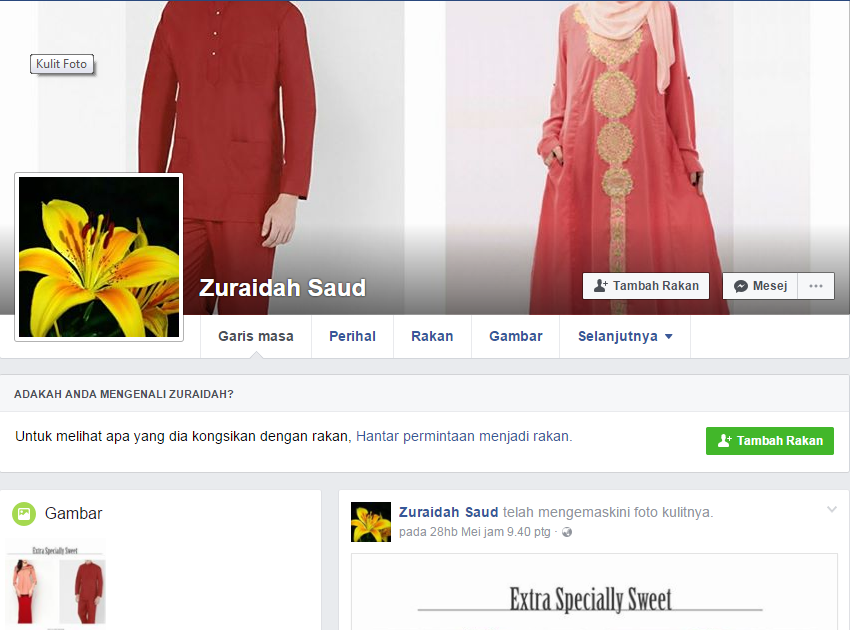 Kulit Foto
Zuraidah Saud
Tambah Rakan
Mesej
Garis masa
Perihal
Rakan
Gambar
Selanjutnya
ADAKAH ANDA MENGENALI ZURAIDAH?
Untuk melihat apa yang dia kongsikan dengan rakan, Hantar permintaan menjadi rakan.
Tambah Rakan
Gambar
Extra Specially Sweet
Zuraidah Saud telah mengemaskini foto kulitnya.
pada 28hb Mei jam 9.40 ptg ·
Extra Specially Sweet